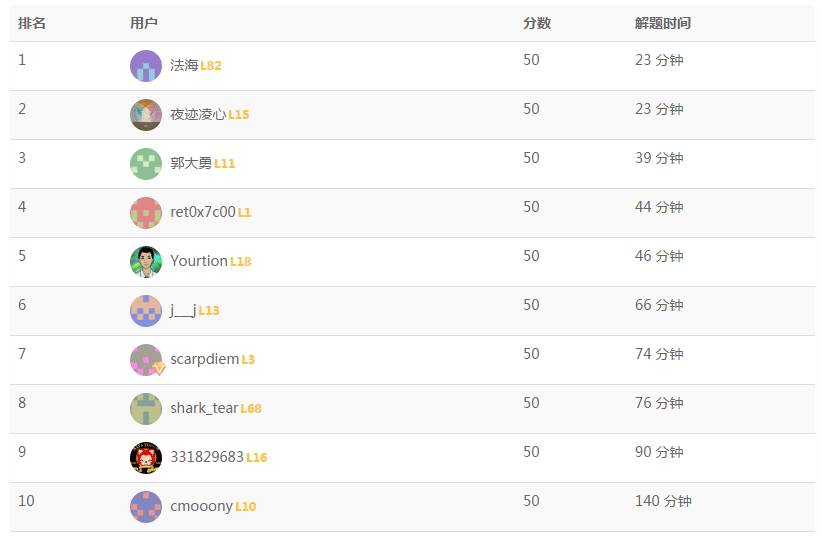 排名 用户 分数 解题时间
1 法海 L82 50 23 分钟
2 夜迹凌心 L15 50 23 分钟
3 郭大勇 L11 50 39 分钟
4 ret0x7c00 L1 50 44 分钟
5 Yourtion L18 50 46 分钟
6 j___j L13 50 66 分钟
7 scarpdiem L3 50 74 分钟
8 shark_tear L68 50 76 分钟
9 331829683 L16 50 90 分钟
10 cmooony L10 50 140 分钟